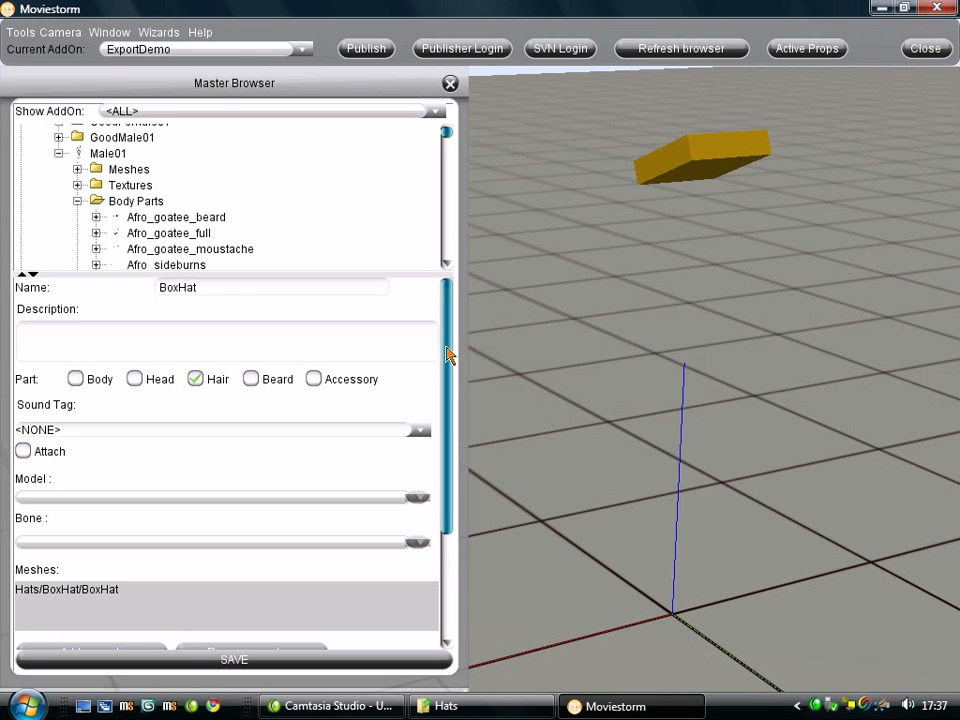 Moviestorm
Tools Camera Window Wizards Help
Current AddOn: ExportDemo Publish Publisher Login SVN Login Refresh browser Active Props Close
Master Browser
Show AddOn: <ALL>
GoodMale01
Male01
Meshes
Textures
Body Parts
Afro_goatee_beard
Afro_goatee_full
Afro_goatee_moustache
Afro_sideburns
Name: BoxHat
Description:
Part: Body Head Hair Beard Accessory
Sound Tag:
<NONE>
Attach
Model :
Bone :
Meshes:
Hats/BoxHat/BoxHat
SAVE
Camtasia Studio - U... Hats Moviestorm 17:37